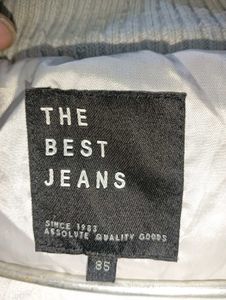 THE
BEST
JEANS
SINCE 1983
ABSOLUTE QUALITY GOODS
85